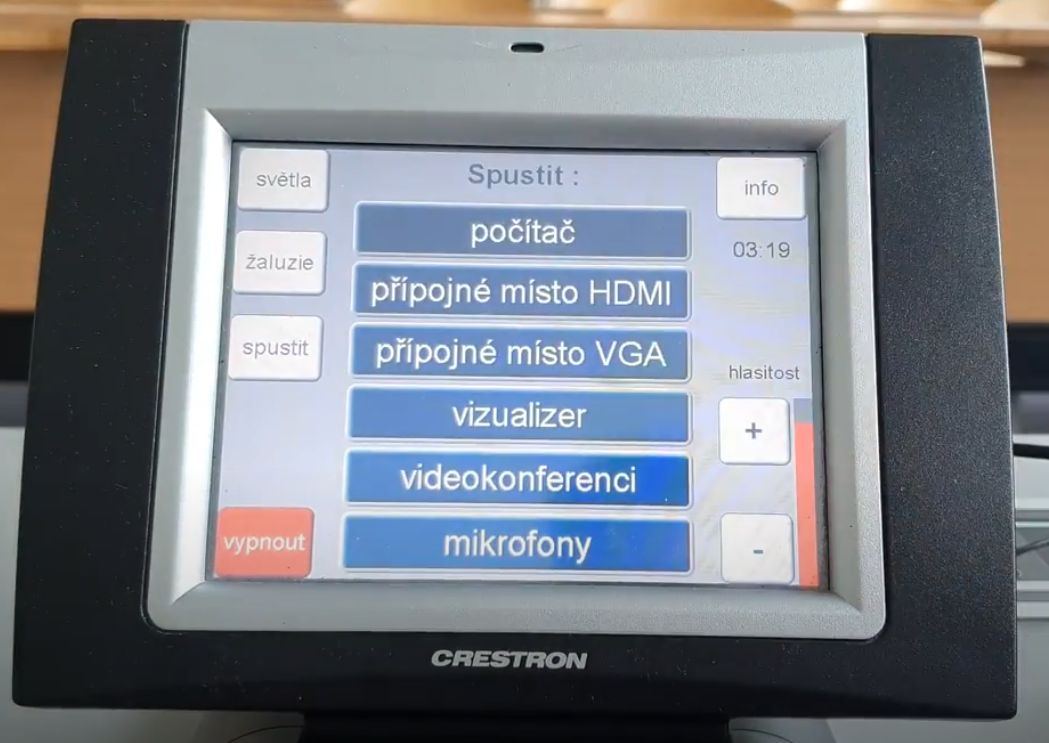 světla
Spustit :
info
počítač
03:19
žaluzie
přípojné místo HDMI
spustit
přípojné místo VGA
hlasitost
vizualizer
+
videokonferenci
vypnout
mikrofony
-
CRESTRON